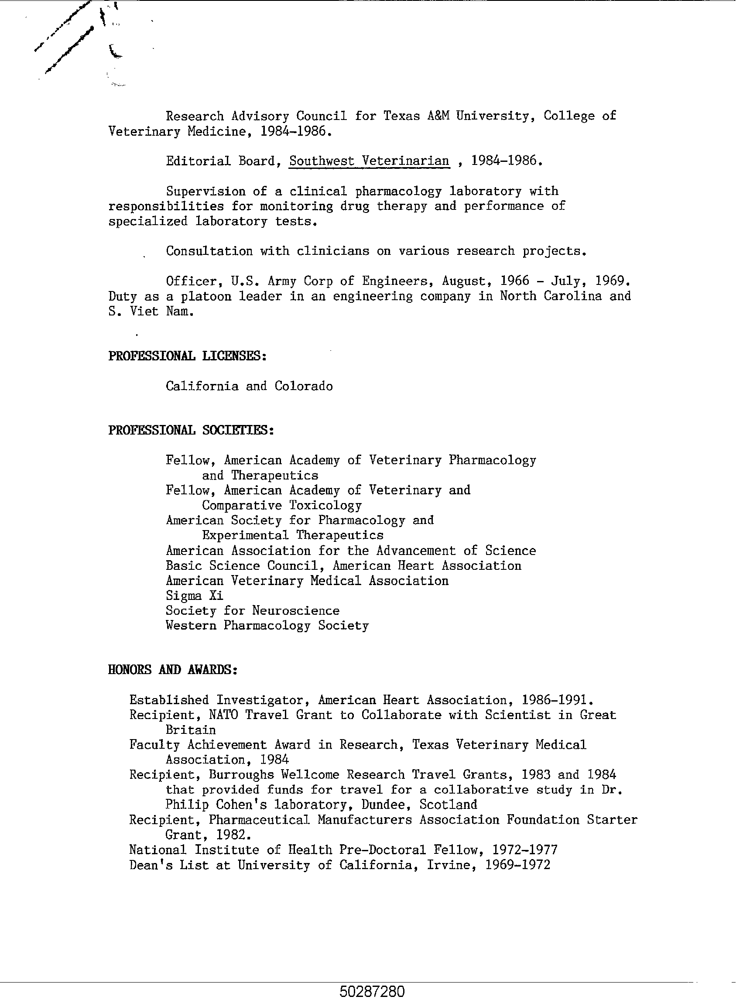 Research Advisory Council for Texas A&M University, College of
Veterinary Medicine, 1984-1986.
Editorial Board, Southwest Veterinarian , 1984-1986.
Supervision of a clinical pharmacology laboratory with
responsibilities for monitoring drug therapy and performance of
specialized laboratory tests.
Consultation with clinicians on various research projects.
Officer, U.S. Army Corp of Engineers, August, 1966 - July, 1969.
Duty as a platoon leader in an engineering company in North Carolina and
S. Viet Nam.
PROFESSIONAL LICENSES:
California and Colorado
PROFESSIONAL SOCIETIES:
Fellow, American Academy of Veterinary Pharmacology
and Therapeutics
Fellow, American Academy of Veterinary and
Comparative Toxicology
American Society for Pharmacology and
Experimental Therapeutics
American Association for the Advancement of Science
Basic Science Council, American Heart Association
American Veterinary Medical Association
Sigma Xi
Society for Neuroscience
Western Pharmacology Society
HONORS AND AWARDS:
Established Investigator, American Heart Association, 1986-1991.
Recipient, NATO Travel Grant to Collaborate with Scientist in Great
Britain
Faculty Achievement Award in Research, Texas Veterinary Medical
Association, 1984
Recipient, Burroughs Wellcome Research Travel Grants, 1983 and 1984
that provided funds for travel for a collaborative study in Dr.
Philip Cohen's laboratory, Dundee, Scotland
Recipient, Pharmaceutical Manufacturers Association Foundation Starter
Grant, 1982.
National Institute of Health Pre-Doctoral Fellow, 1972-1977
Dean's List at University of California, Irvine, 1969-1972
50287280